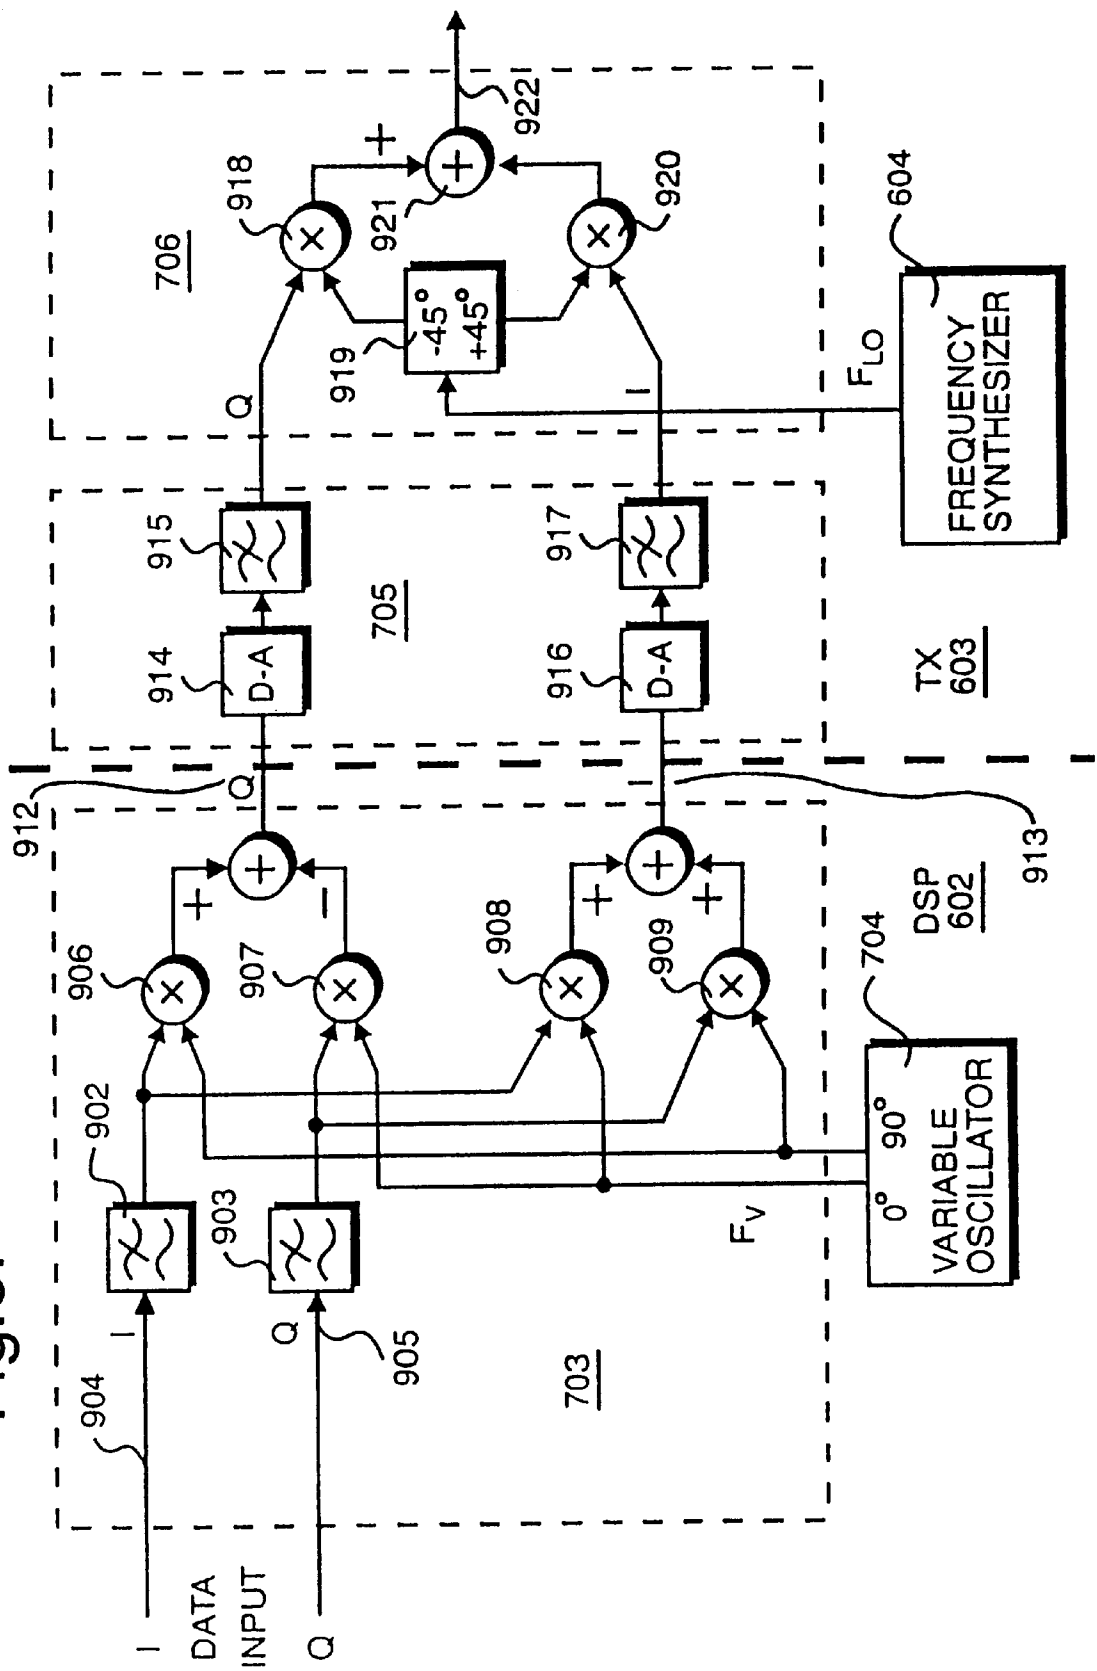 I
DATA
INPUT
Q
904
I
905
Q
902
903
703
906
907
908
909
+
−
+
+
×
×
×
×
+
+
912
Q
I
913
F_V
0° 90°
VARIABLE
OSCILLATOR
704
DSP
602
TX
603
914
D-A
915
916
D-A
917
705
Q
I
706
918
×
919
-45°
+45°
920
×
921
+
+
922
F_LO
FREQUENCY
SYNTHESIZER
604